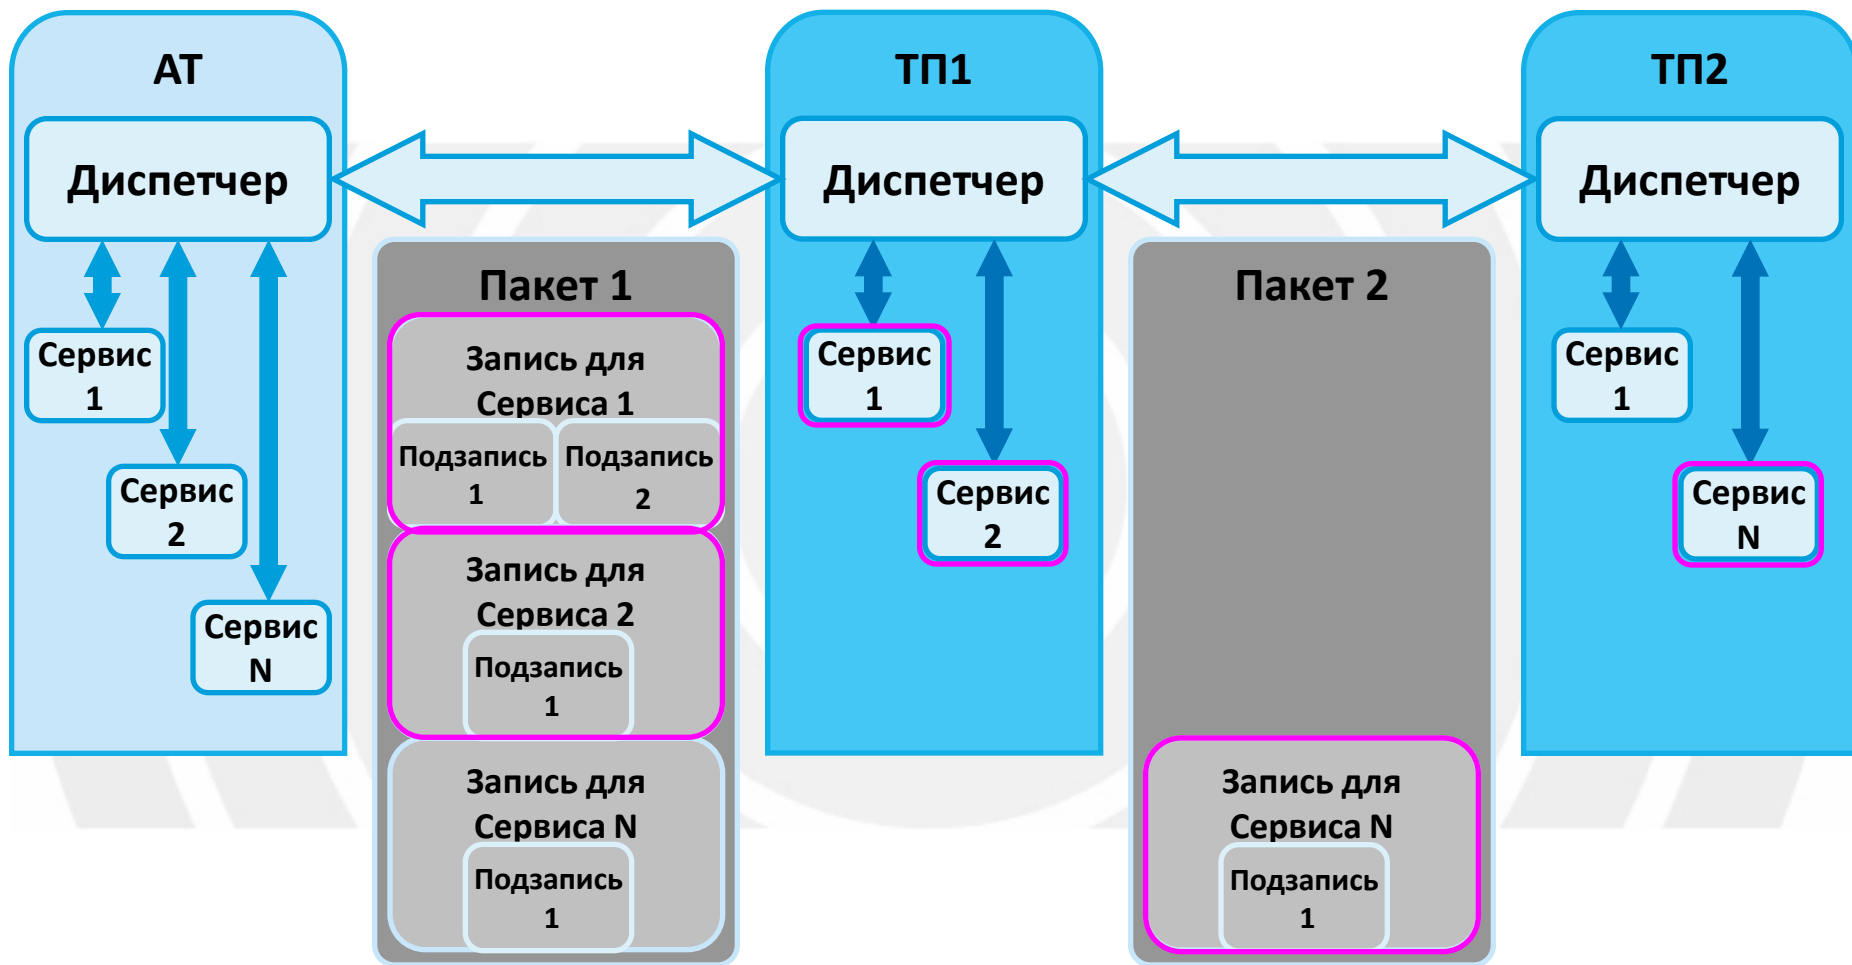 АТ
Диспетчер
Сервис
1
Сервис
2
Сервис
N
Пакет 1
Запись для
Сервиса 1
Подзапись
1
Подзапись
2
Запись для
Сервиса 2
Подзапись
1
Запись для
Сервиса N
Подзапись
1
ТП1
Диспетчер
Сервис
1
Сервис
2
Пакет 2
Запись для
Сервиса N
Подзапись
1
ТП2
Диспетчер
Сервис
1
Сервис
N